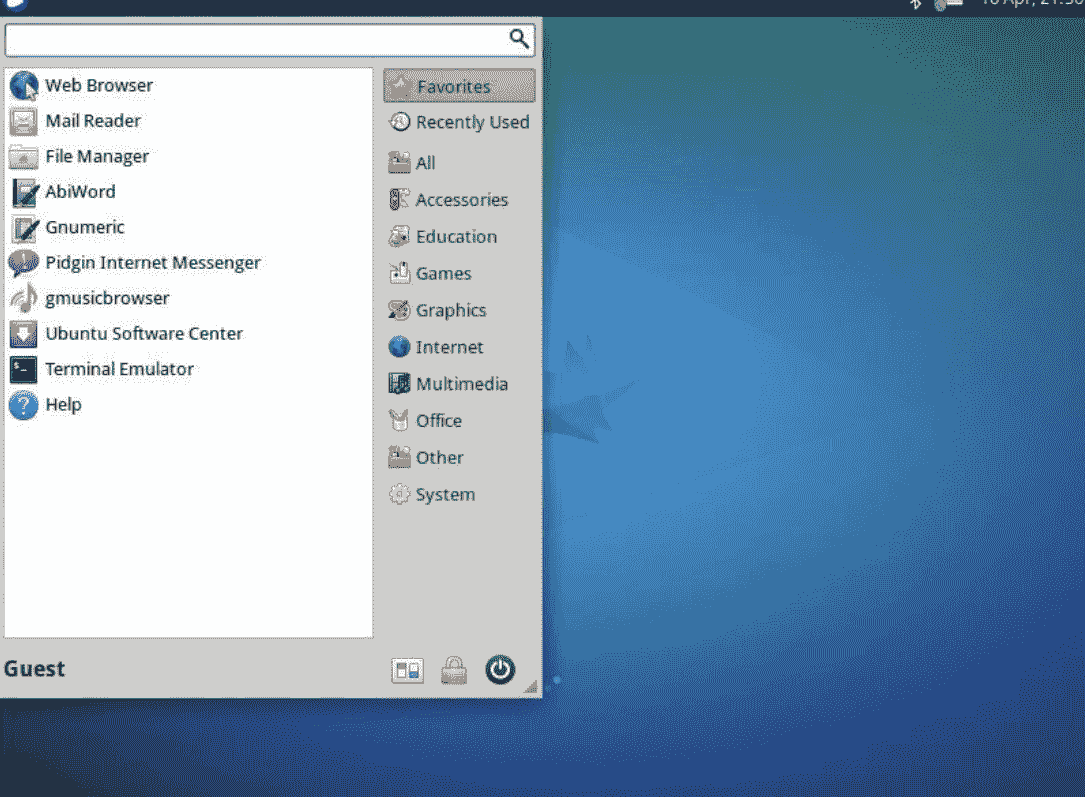 Web Browser
Mail Reader
File Manager
AbiWord
Gnumeric
Pidgin Internet Messenger
gmusicbrowser
Ubuntu Software Center
Terminal Emulator
Help
Favorites
Recently Used
All
Accessories
Education
Games
Graphics
Internet
Multimedia
Office
Other
System
Guest